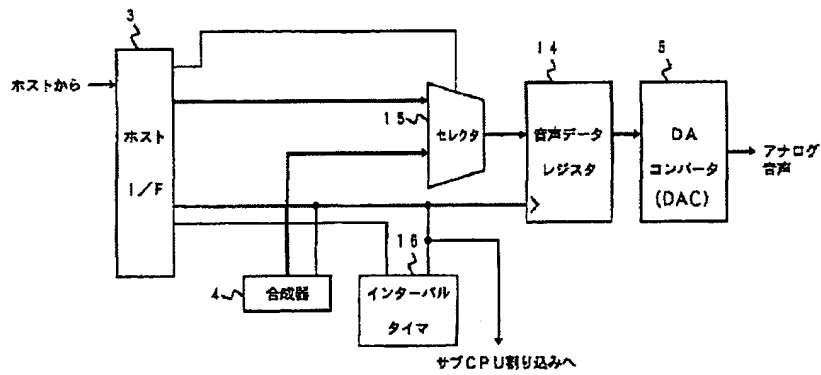 3
ホストから
ホスト
I/F
15
セレクタ
14
音声データ
レジスタ
5
DA
コンバータ
(DAC)
アナログ
音声
4
合成器
16
インターバル
タイマ
サブCPU割り込みへ